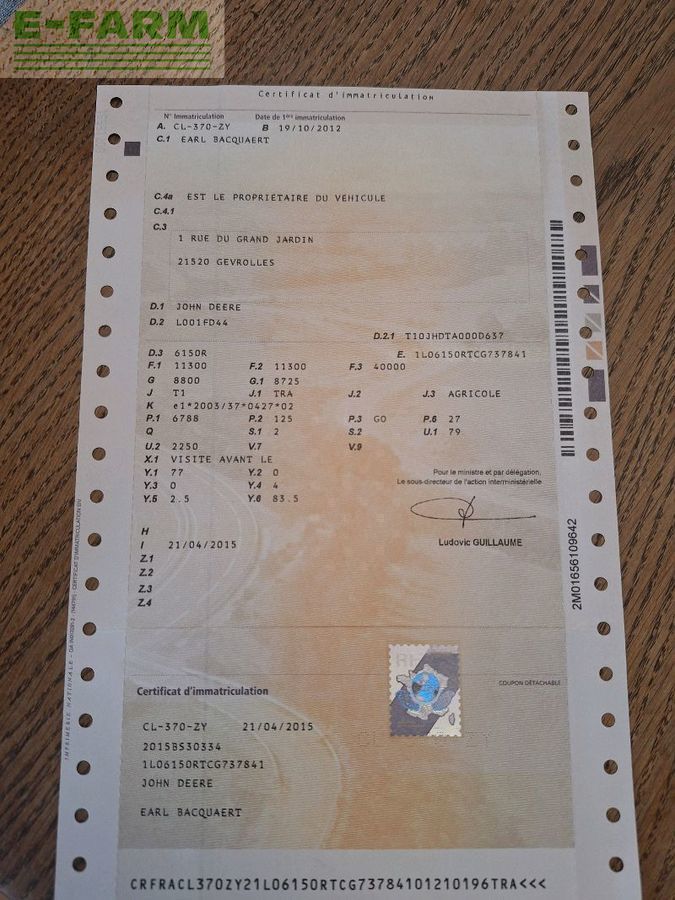 E-FARM
Certificat d'immatriculation
N° Immatriculation Date de 1ère immatriculation
A. CL-370-ZY B 19/10/2012
C.1 EARL BACQUAERT
C.4a EST LE PROPRIETAIRE DU VEHICULE
C.4.1
C.3
1 RUE DU GRAND JARDIN
21520 GEVROLLES
D.1 JOHN DEERE
D.2 L001FD44
D.2.1 T10JHDTA000D637
D.3 6150R E. 1L06150RTCG737841
F.1 11300 F.2 11300 F.3 40000
G 8800 G.1 8725
J T1 J.1 TRA J.2 J.3 AGRICOLE
K e1*2003/37*0427*02
P.1 6788 P.2 125 P.3 GO P.6 27
Q S.1 2 S.2 U.1 79
U.2 2250 V.7 V.9
X.1 VISITE AVANT LE
Y.1 77 Y.2 0
Y.3 0 Y.4 4
Y.5 2.5 Y.6 83.5
Pour le ministre et par délégation,
Le sous-directeur de l'action interministérielle
Ludovic GUILLAUME
H
I 21/04/2015
Z.1
Z.2
Z.3
Z.4
2M01656109642
COUPON DÉTACHABLE
Certificat d'immatriculation
CL-370-ZY 21/04/2015
2015BS30334
1L06150RTCG737841
JOHN DEERE
EARL BACQUAERT
CRFRACL370ZY21L06150RTCG73784101210196TRA<<<
IMPRIMERIE NATIONALE
CERTIFICAT D'IMMATRICULATION